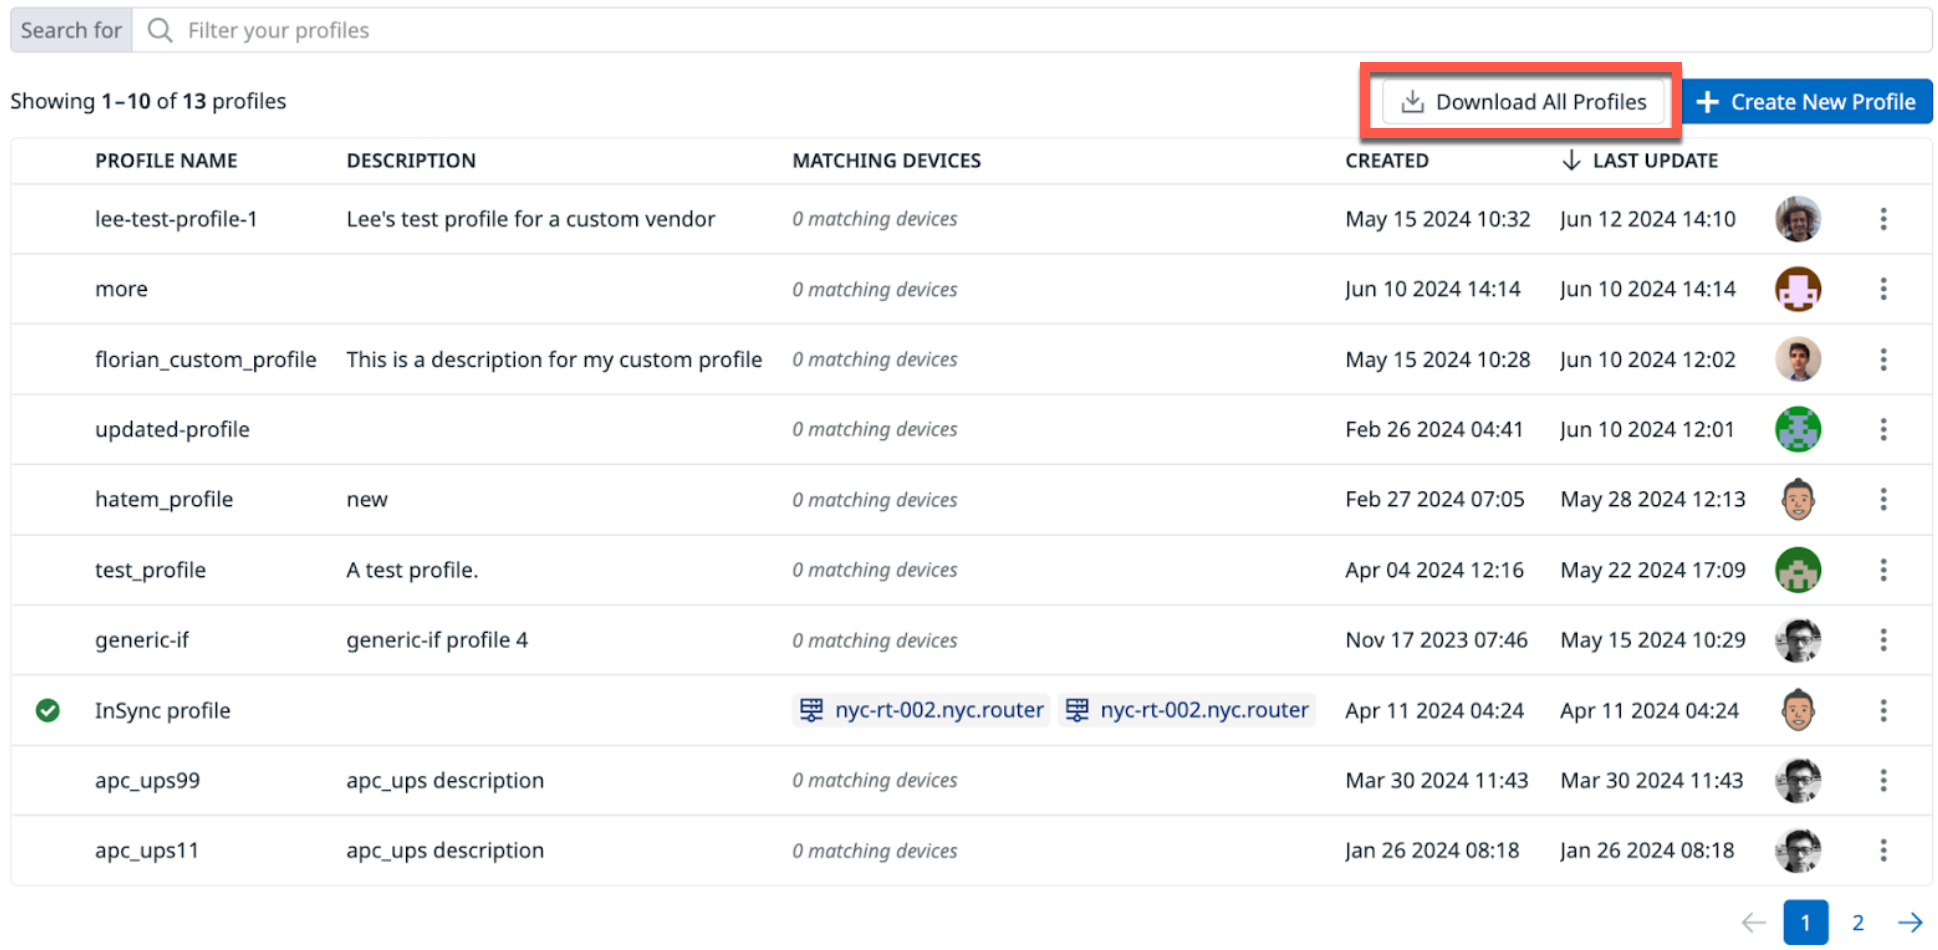 Search for Filter your profiles
Showing 1–10 of 13 profiles Download All Profiles Create New Profile
PROFILE NAME DESCRIPTION MATCHING DEVICES CREATED LAST UPDATE
lee-test-profile-1 Lee's test profile for a custom vendor 0 matching devices May 15 2024 10:32 Jun 12 2024 14:10
more 0 matching devices Jun 10 2024 14:14 Jun 10 2024 14:14
florian_custom_profile This is a description for my custom profile 0 matching devices May 15 2024 10:28 Jun 10 2024 12:02
updated-profile 0 matching devices Feb 26 2024 04:41 Jun 10 2024 12:01
hatem_profile new 0 matching devices Feb 27 2024 07:05 May 28 2024 12:13
test_profile A test profile. 0 matching devices Apr 04 2024 12:16 May 22 2024 17:09
generic-if generic-if profile 4 0 matching devices Nov 17 2023 07:46 May 15 2024 10:29
InSync profile nyc-rt-002.nyc.router nyc-rt-002.nyc.router Apr 11 2024 04:24 Apr 11 2024 04:24
apc_ups99 apc_ups description 0 matching devices Mar 30 2024 11:43 Mar 30 2024 11:43
apc_ups11 apc_ups description 0 matching devices Jan 26 2024 08:18 Jan 26 2024 08:18
1 2